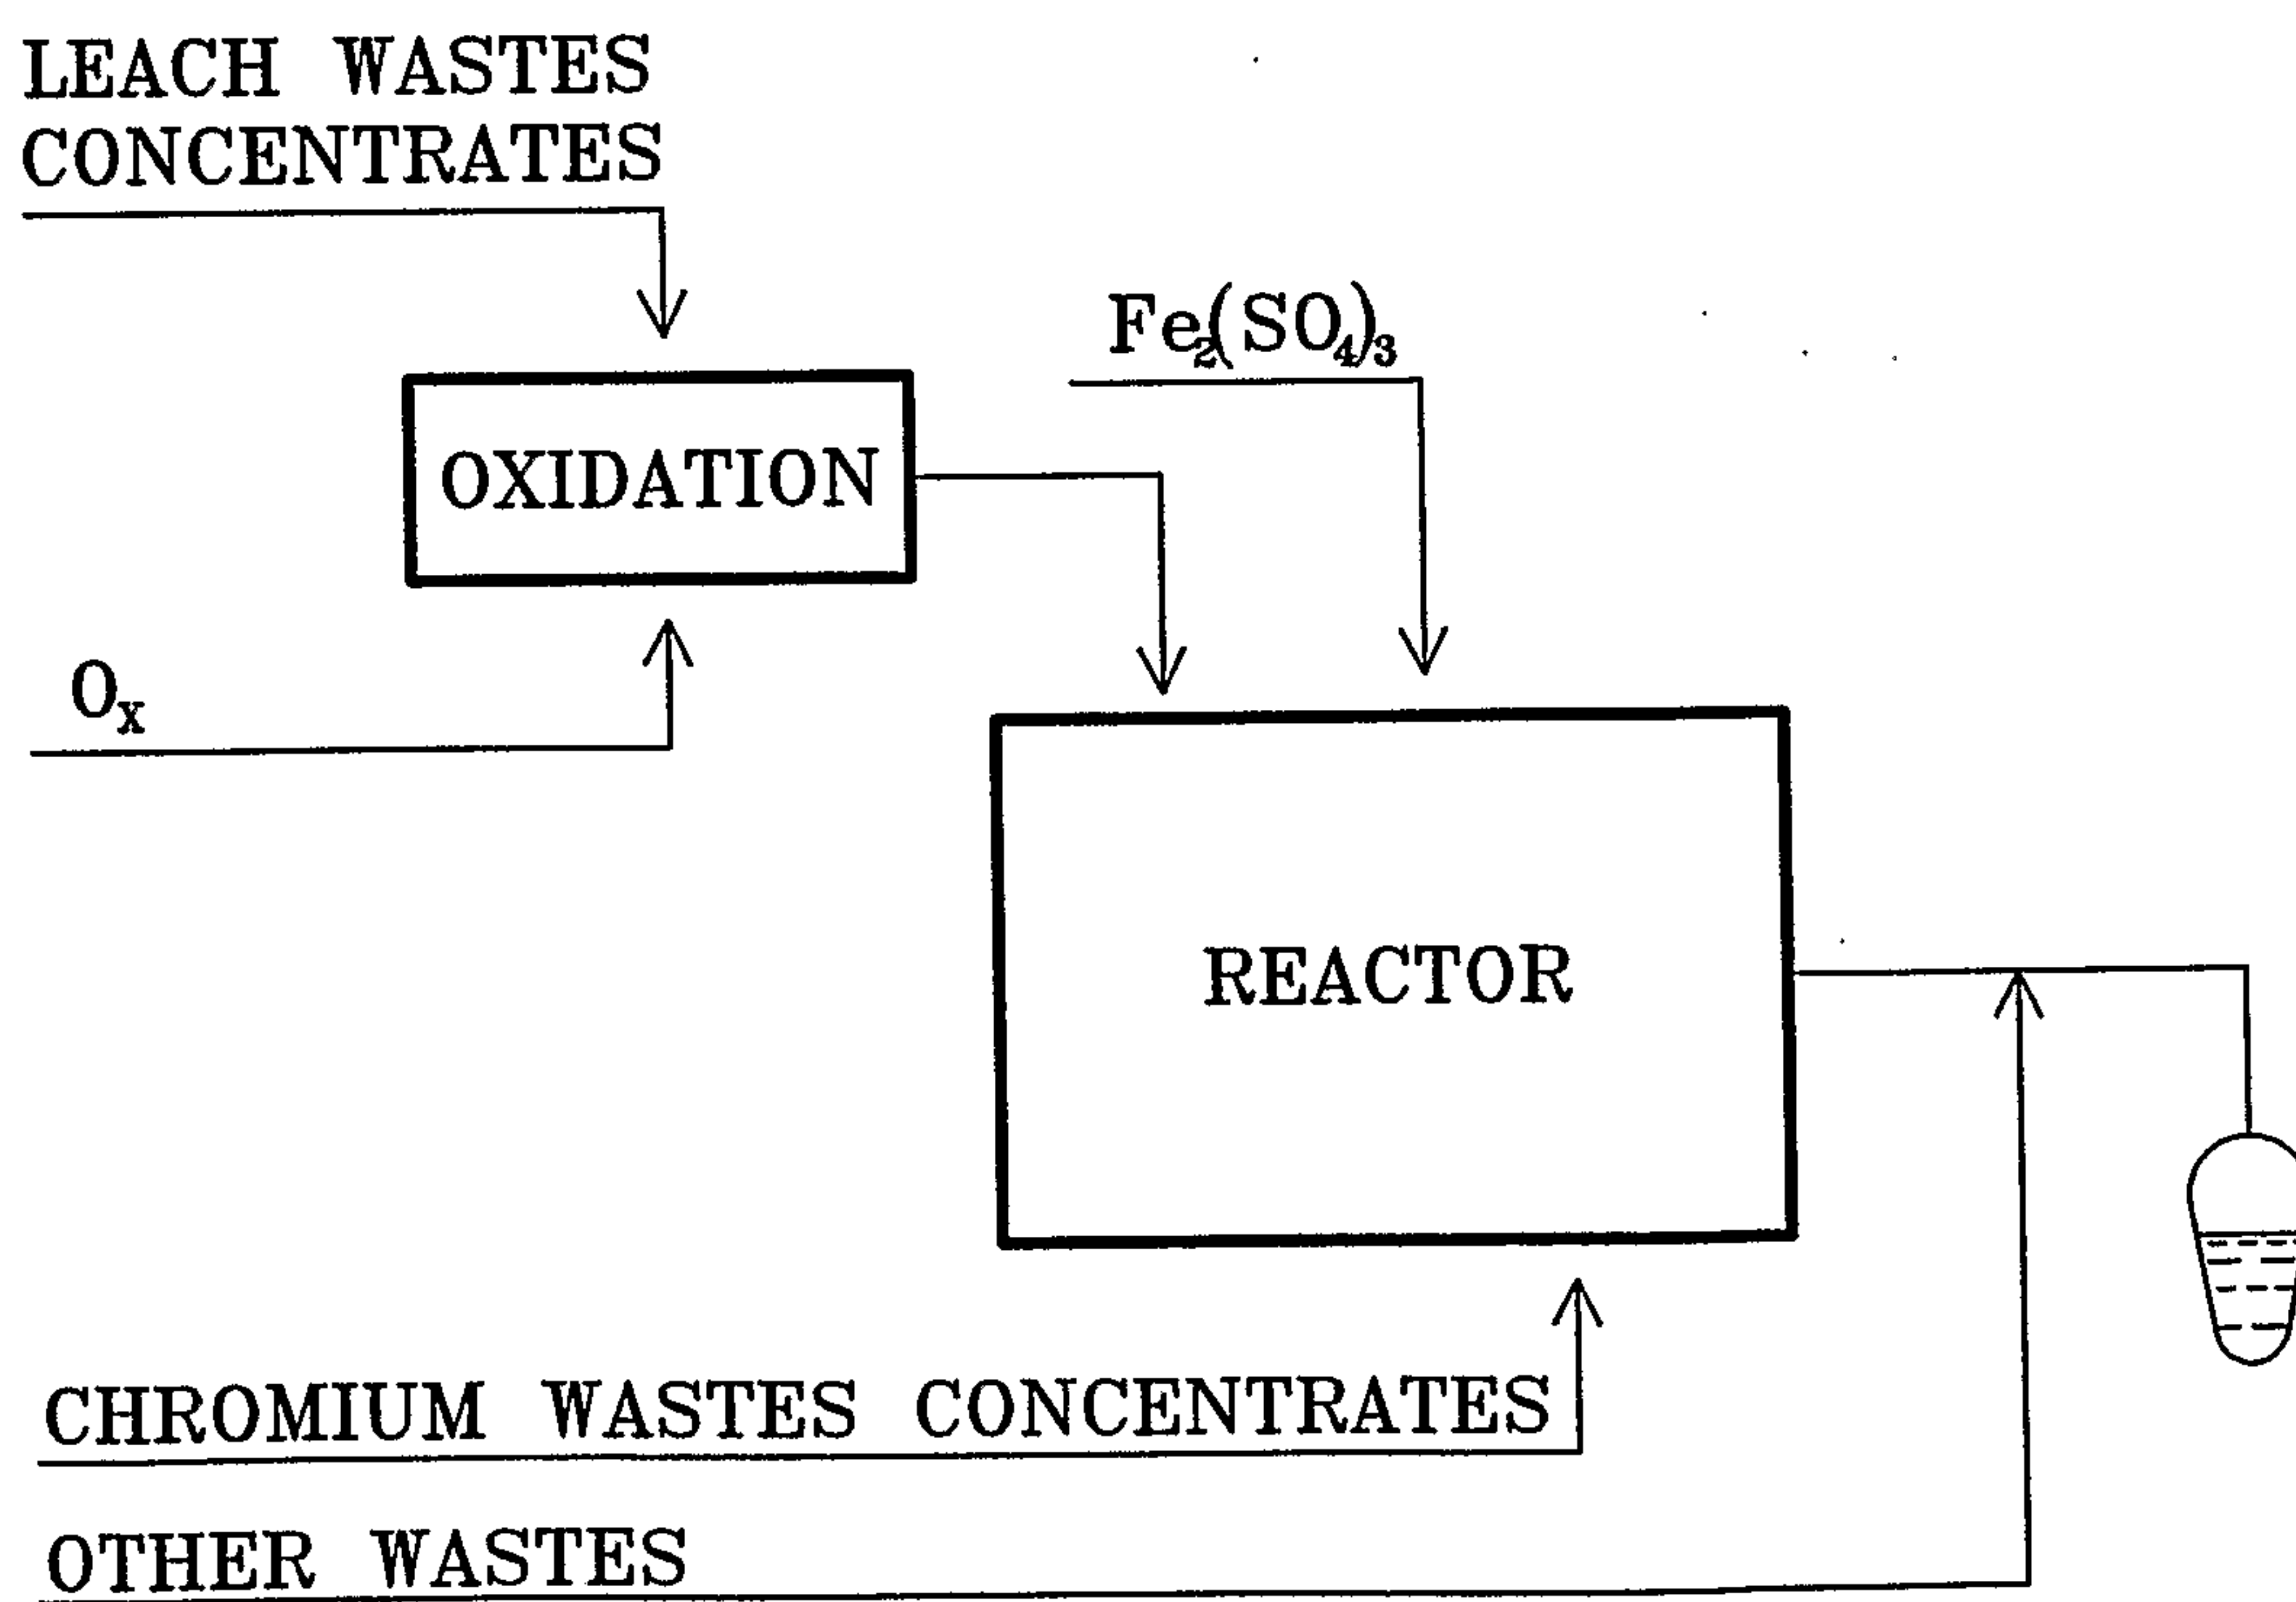 LEACH WASTES
CONCENTRATES
Fe₂(SO₄)₃
OXIDATION
Oₓ
REACTOR
CHROMIUM WASTES CONCENTRATES
OTHER WASTES